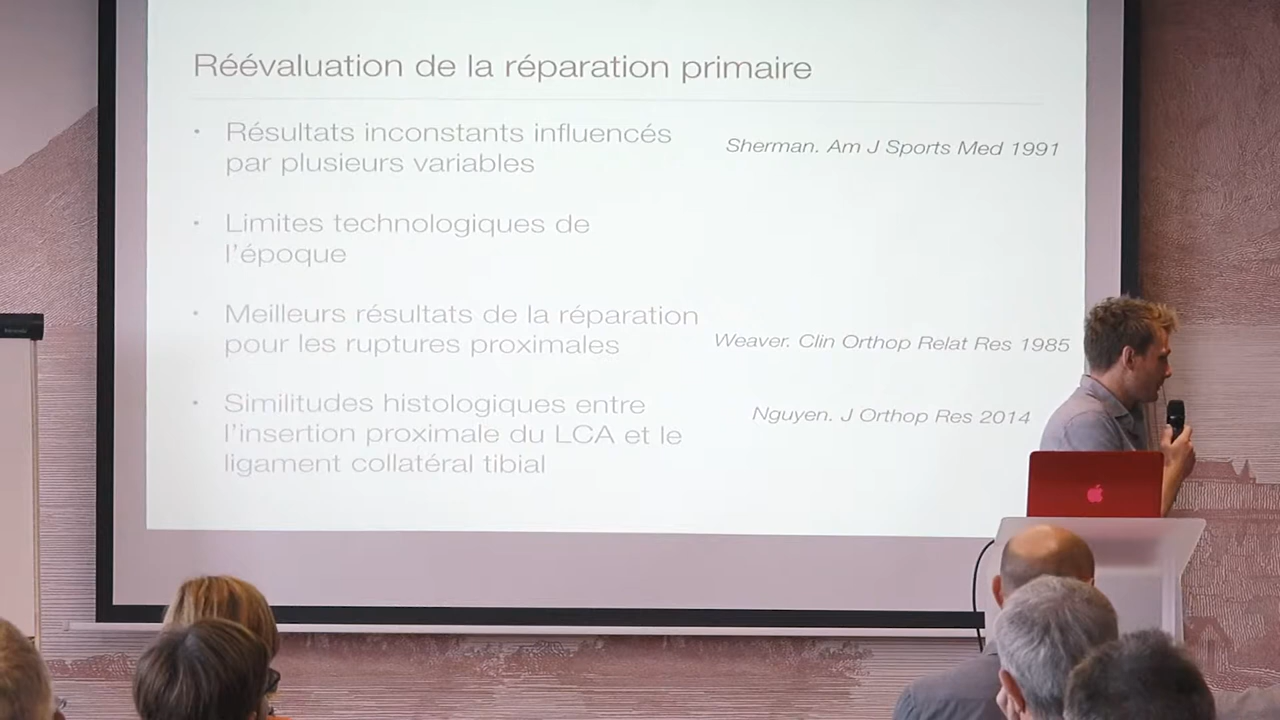 Réévaluation de la réparation primaire
• Résultats inconstants influencés
par plusieurs variables
Sherman. Am J Sports Med 1991
• Limites technologiques de
l'époque
• Meilleurs résultats de la réparation
pour les ruptures proximales
Weaver. Clin Orthop Relat Res 1985
• Similitudes histologiques entre
l'insertion proximale du LCA et le
ligament collatéral tibial
Nguyen. J Orthop Res 2014